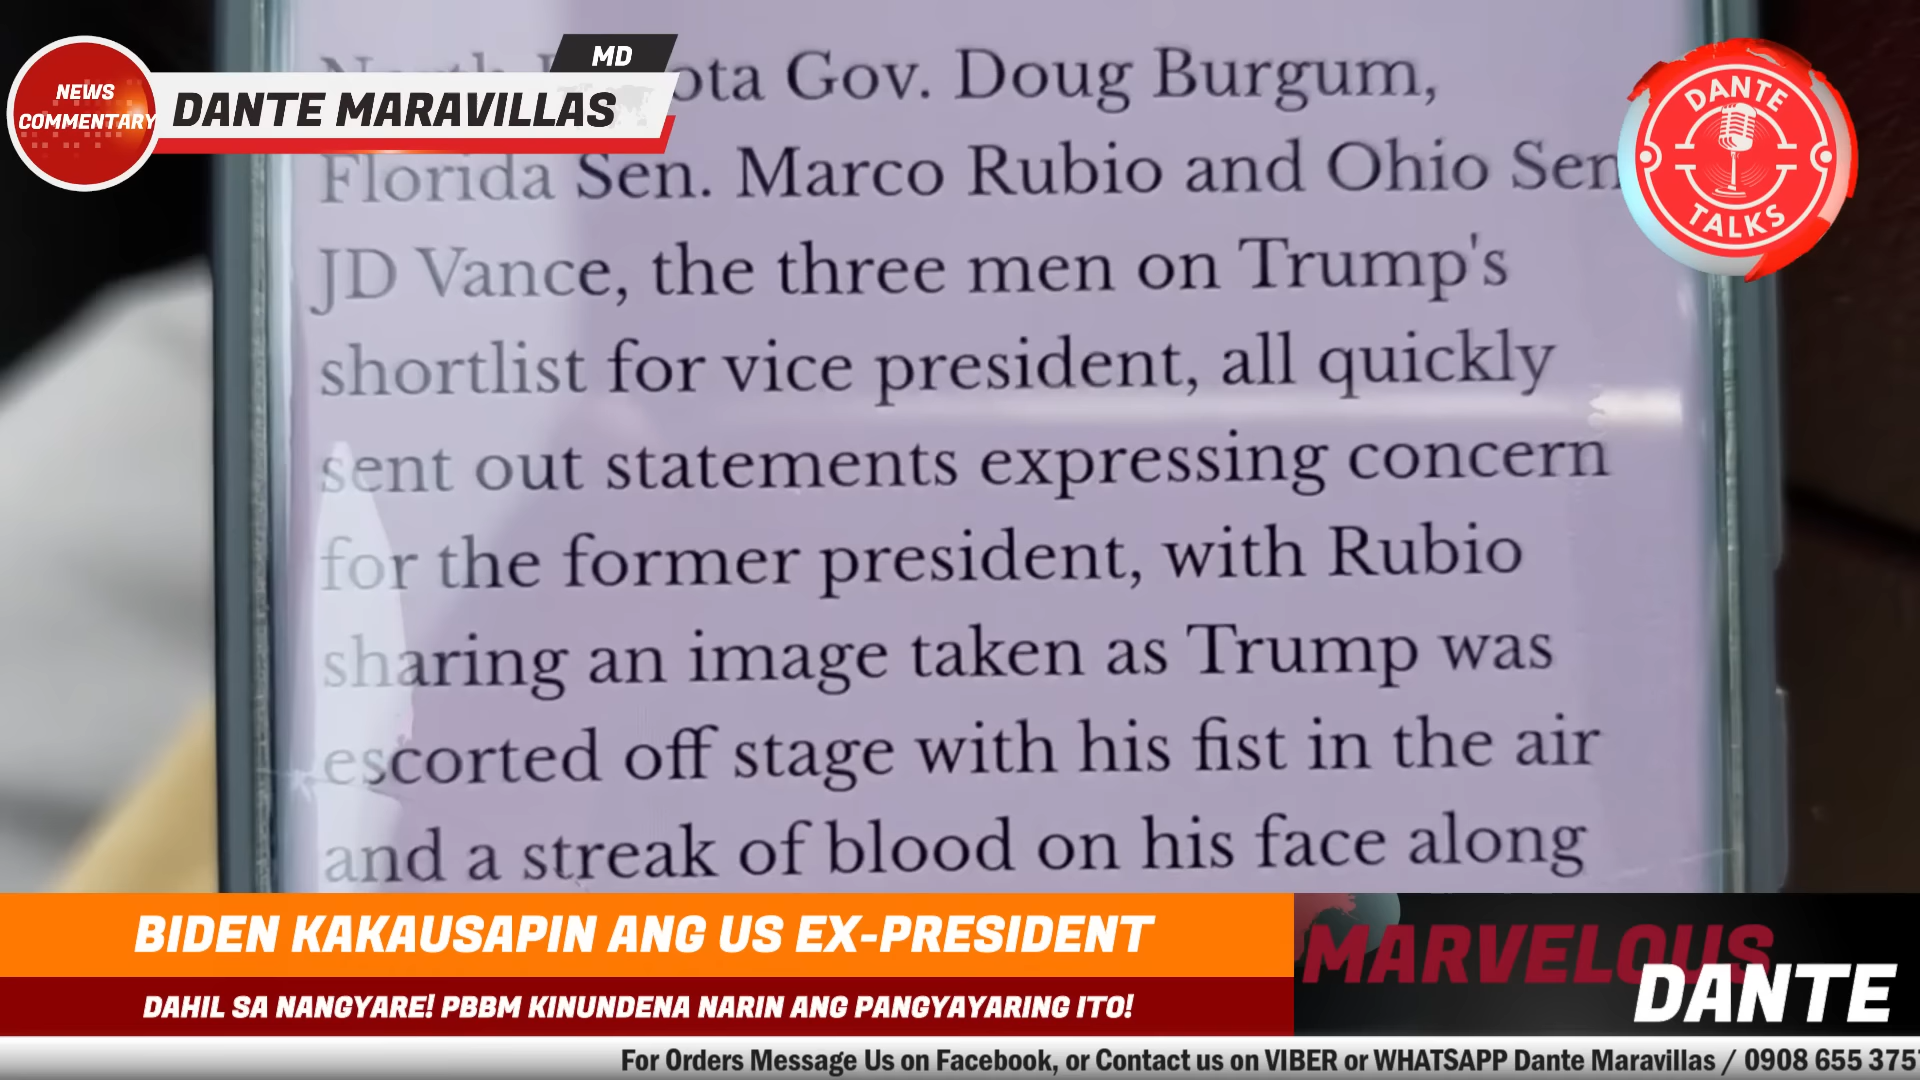 MD
NEWS
COMMENTARY
DANTE MARAVILLAS
DANTE
TALKS
North Dakota Gov. Doug Burgum,
Florida Sen. Marco Rubio and Ohio Sen
JD Vance, the three men on Trump's
shortlist for vice president, all quickly
sent out statements expressing concern
for the former president, with Rubio
sharing an image taken as Trump was
escorted off stage with his fist in the air
and a streak of blood on his face along
BIDEN KAKAUSAPIN ANG US EX-PRESIDENT
DAHIL SA NANGYARE! PBBM KINUNDENA NARIN ANG PANGYAYARING ITO!
MARVELOUS
DANTE
For Orders Message Us on Facebook, or Contact us on VIBER or WHATSAPP Dante Maravillas / 0908 655 375